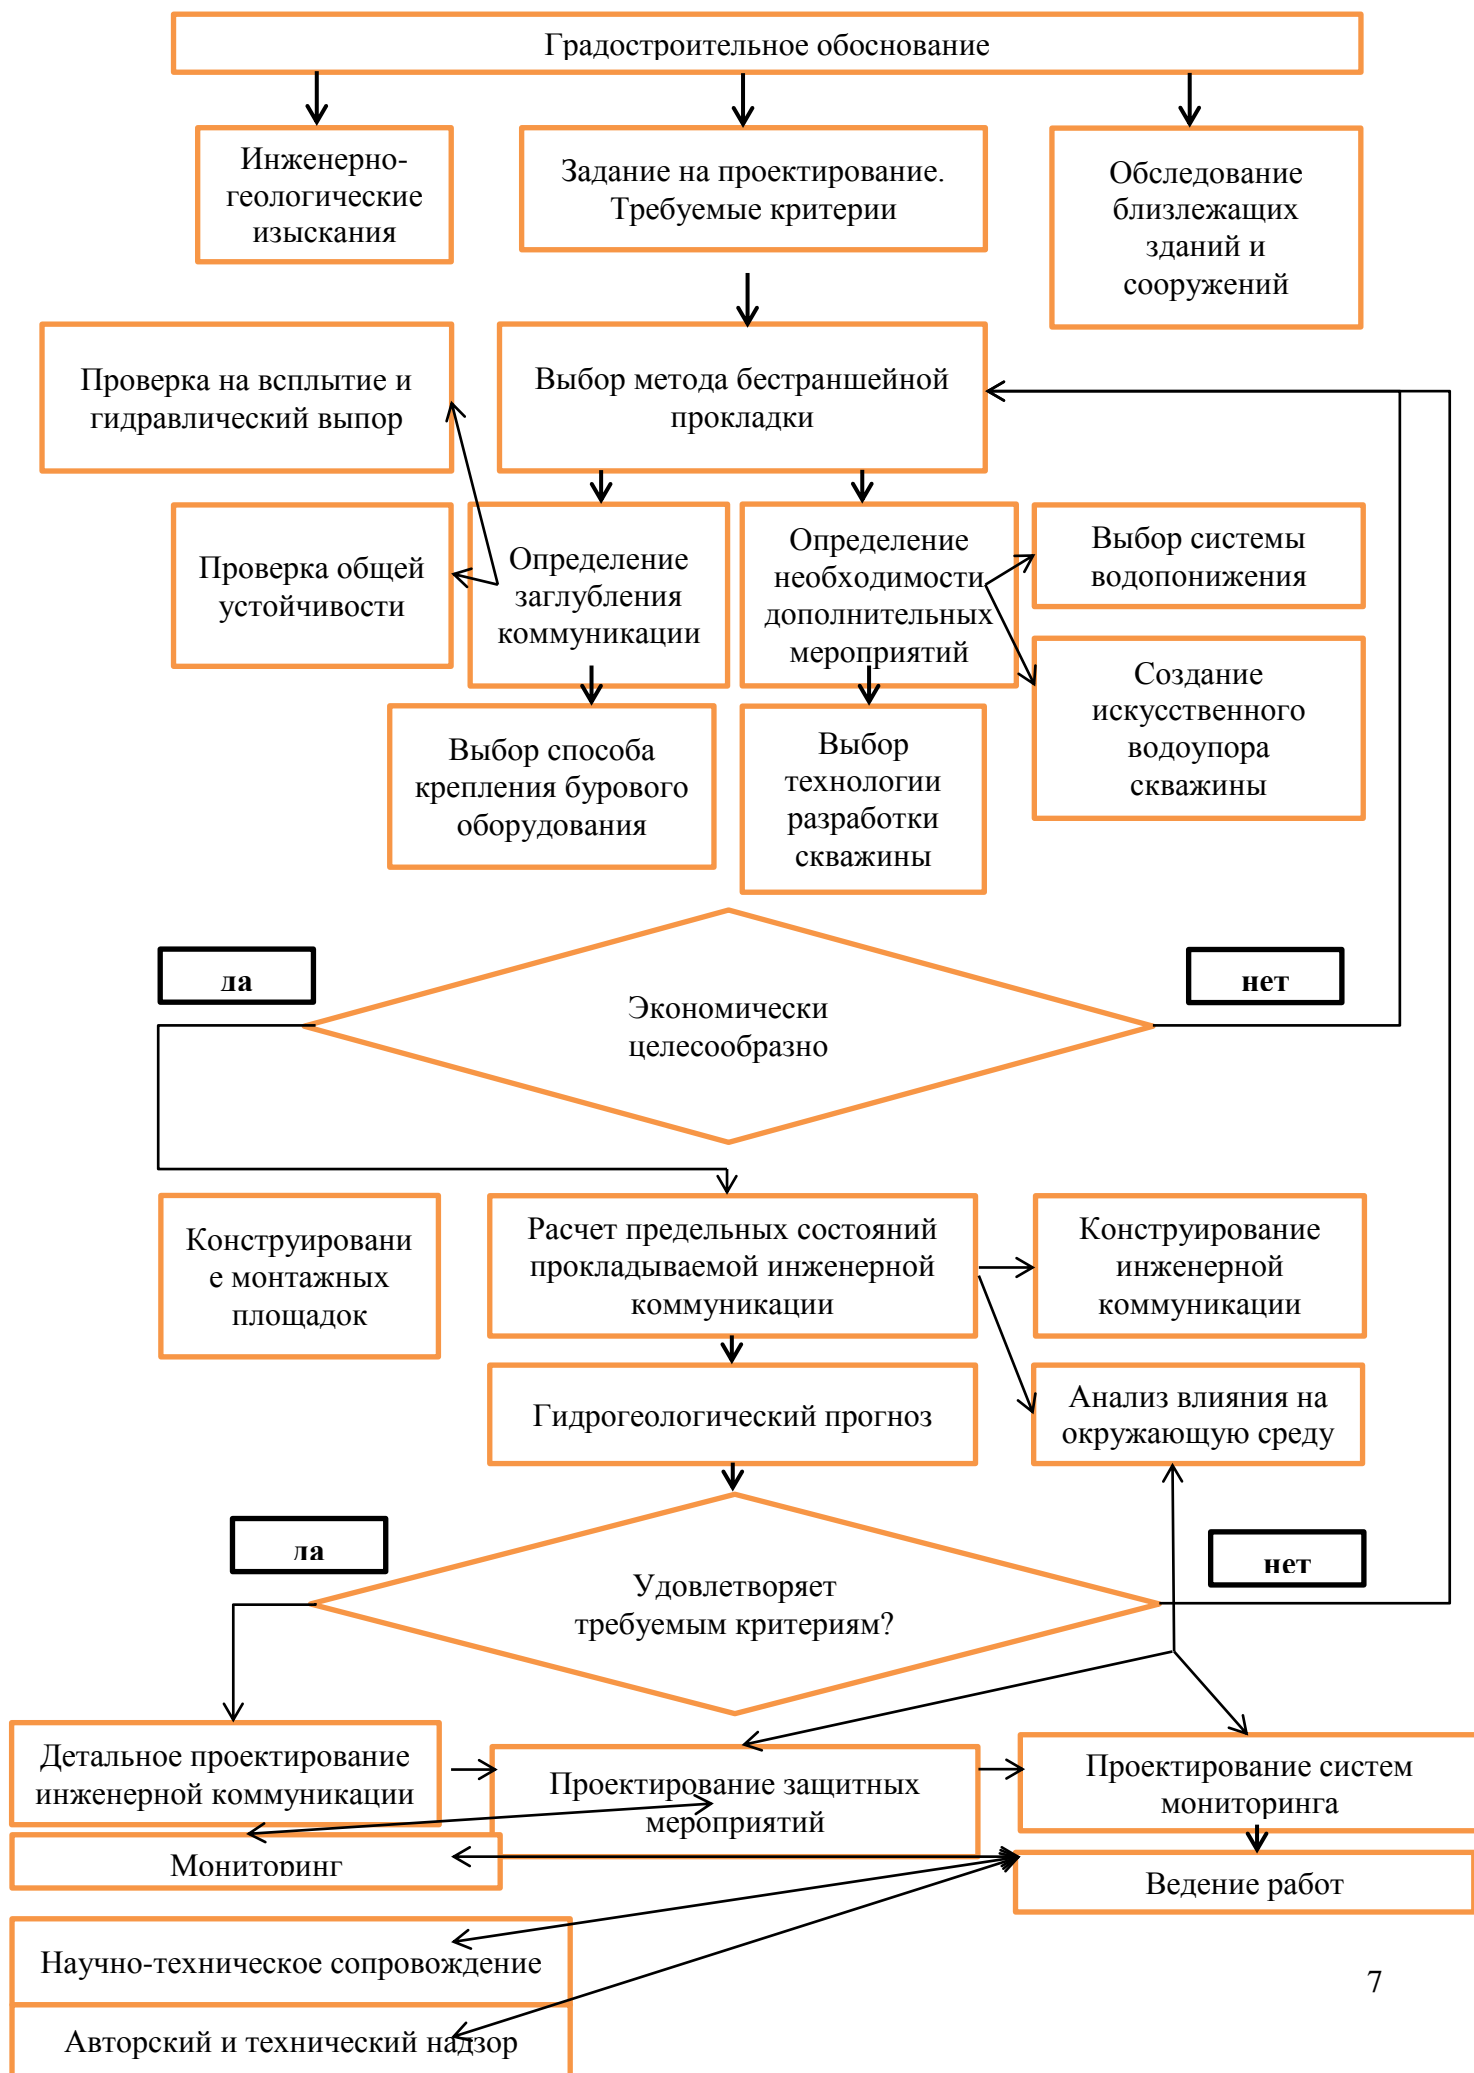 Градостроительное обоснование
Инженерно-
геологические
изыскания
Задание на проектирование.
Требуемые критерии
Обследование
близлежащих
зданий и
сооружений
Проверка на всплытие и
гидравлический выпор
Выбор метода бестраншейной
прокладки
Проверка общей
устойчивости
Определение
заглубления
коммуникации
Определение
необходимости
дополнительных
мероприятий
Выбор системы
водопонижения
Создание
искусственного
водоупора
скважины
Выбор способа
крепления бурового
оборудования
Выбор
технологии
разработки
скважины
да
нет
Экономически
целесообразно
Конструировани
е монтажных
площадок
Расчет предельных состояний
прокладываемой инженерной
коммуникации
Конструирование
инженерной
коммуникации
Гидрогеологический прогноз
Анализ влияния на
окружающую среду
да
нет
Удовлетворяет
требуемым критериям?
Детальное проектирование
инженерной коммуникации
Проектирование защитных
мероприятий
Проектирование систем
мониторинга
Мониторинг
Ведение работ
Научно-техническое сопровождение
7
Авторский и технический надзор